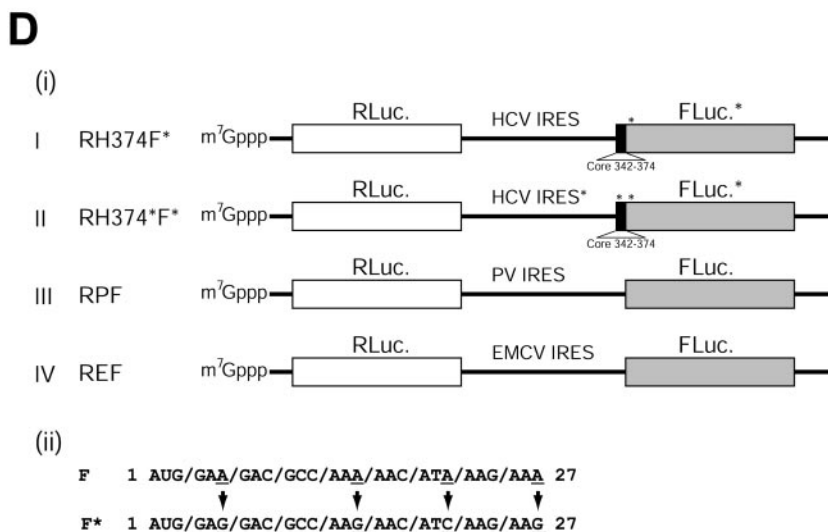 D
(i)
RLuc. HCV IRES * FLuc.*
I RH374F* m⁷Gppp
Core 342-374
RLuc. HCV IRES* * * FLuc.*
II RH374*F* m⁷Gppp
Core 342-374
RLuc. PV IRES FLuc.
III RPF m⁷Gppp
RLuc. EMCV IRES FLuc.
IV REF m⁷Gppp
(ii)
F 1 AUG/GAA/GAC/GCC/AAA/AAC/ATA/AAG/AAA 27
F* 1 AUG/GAG/GAC/GCC/AAG/AAC/ATC/AAG/AAG 27